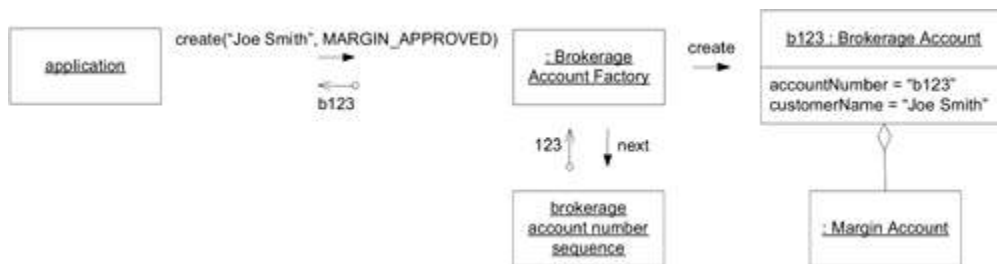 create("Joe Smith", MARGIN_APPROVED)
application
b123
: Brokerage
Account Factory
create
b123 : Brokerage Account
accountNumber = "b123"
customerName = "Joe Smith"
123
next
brokerage
account number
sequence
: Margin Account